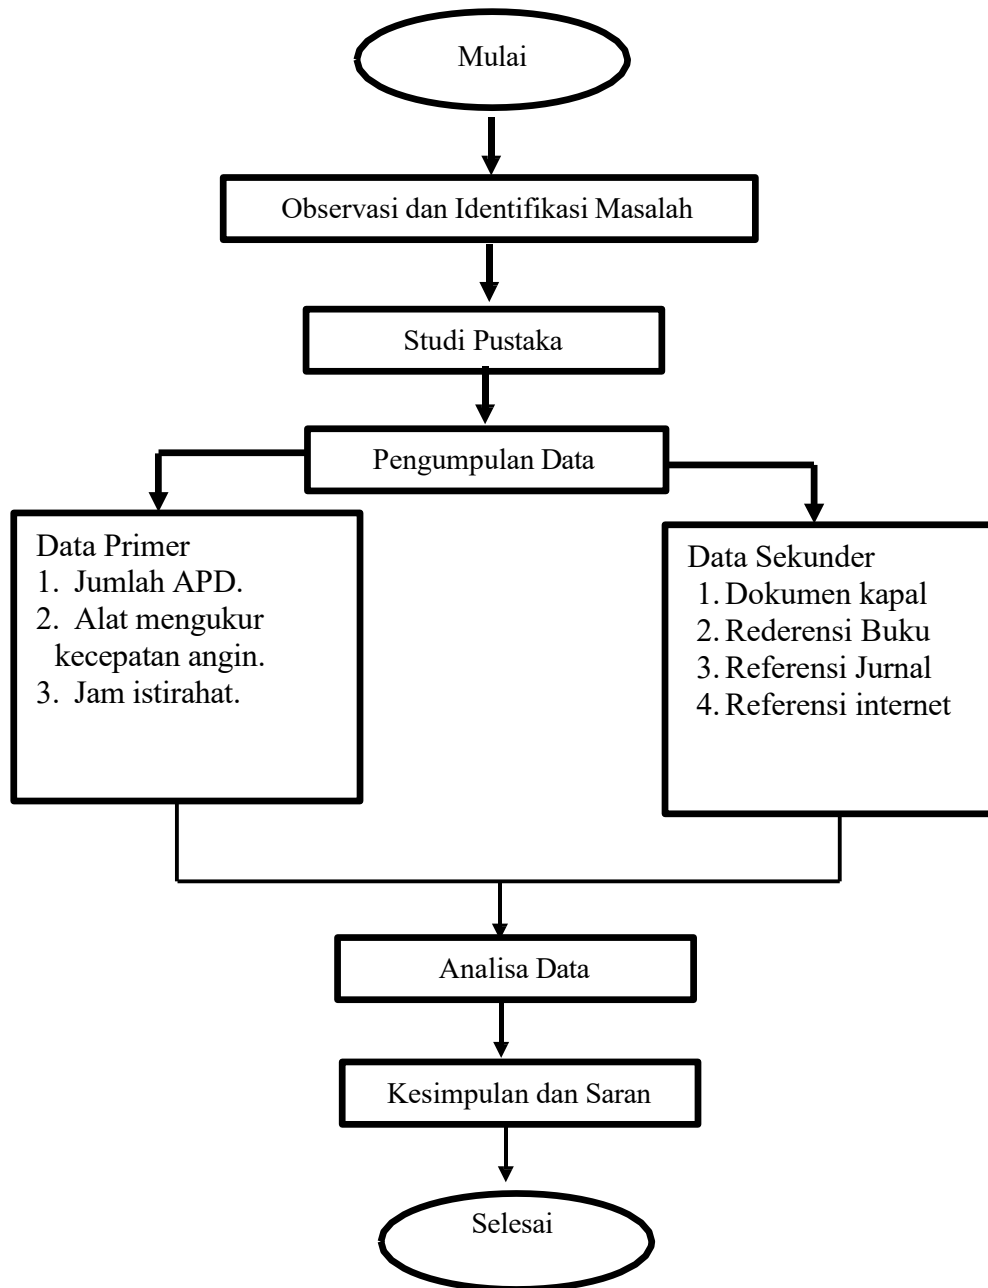 Mulai
Observasi dan Identifikasi Masalah
Studi Pustaka
Pengumpulan Data
Data Primer
1. Jumlah APD.
2. Alat mengukur
kecepatan angin.
3. Jam istirahat.
Data Sekunder
1. Dokumen kapal
2. Rederensi Buku
3. Referensi Jurnal
4. Referensi internet
Analisa Data
Kesimpulan dan Saran
Selesai